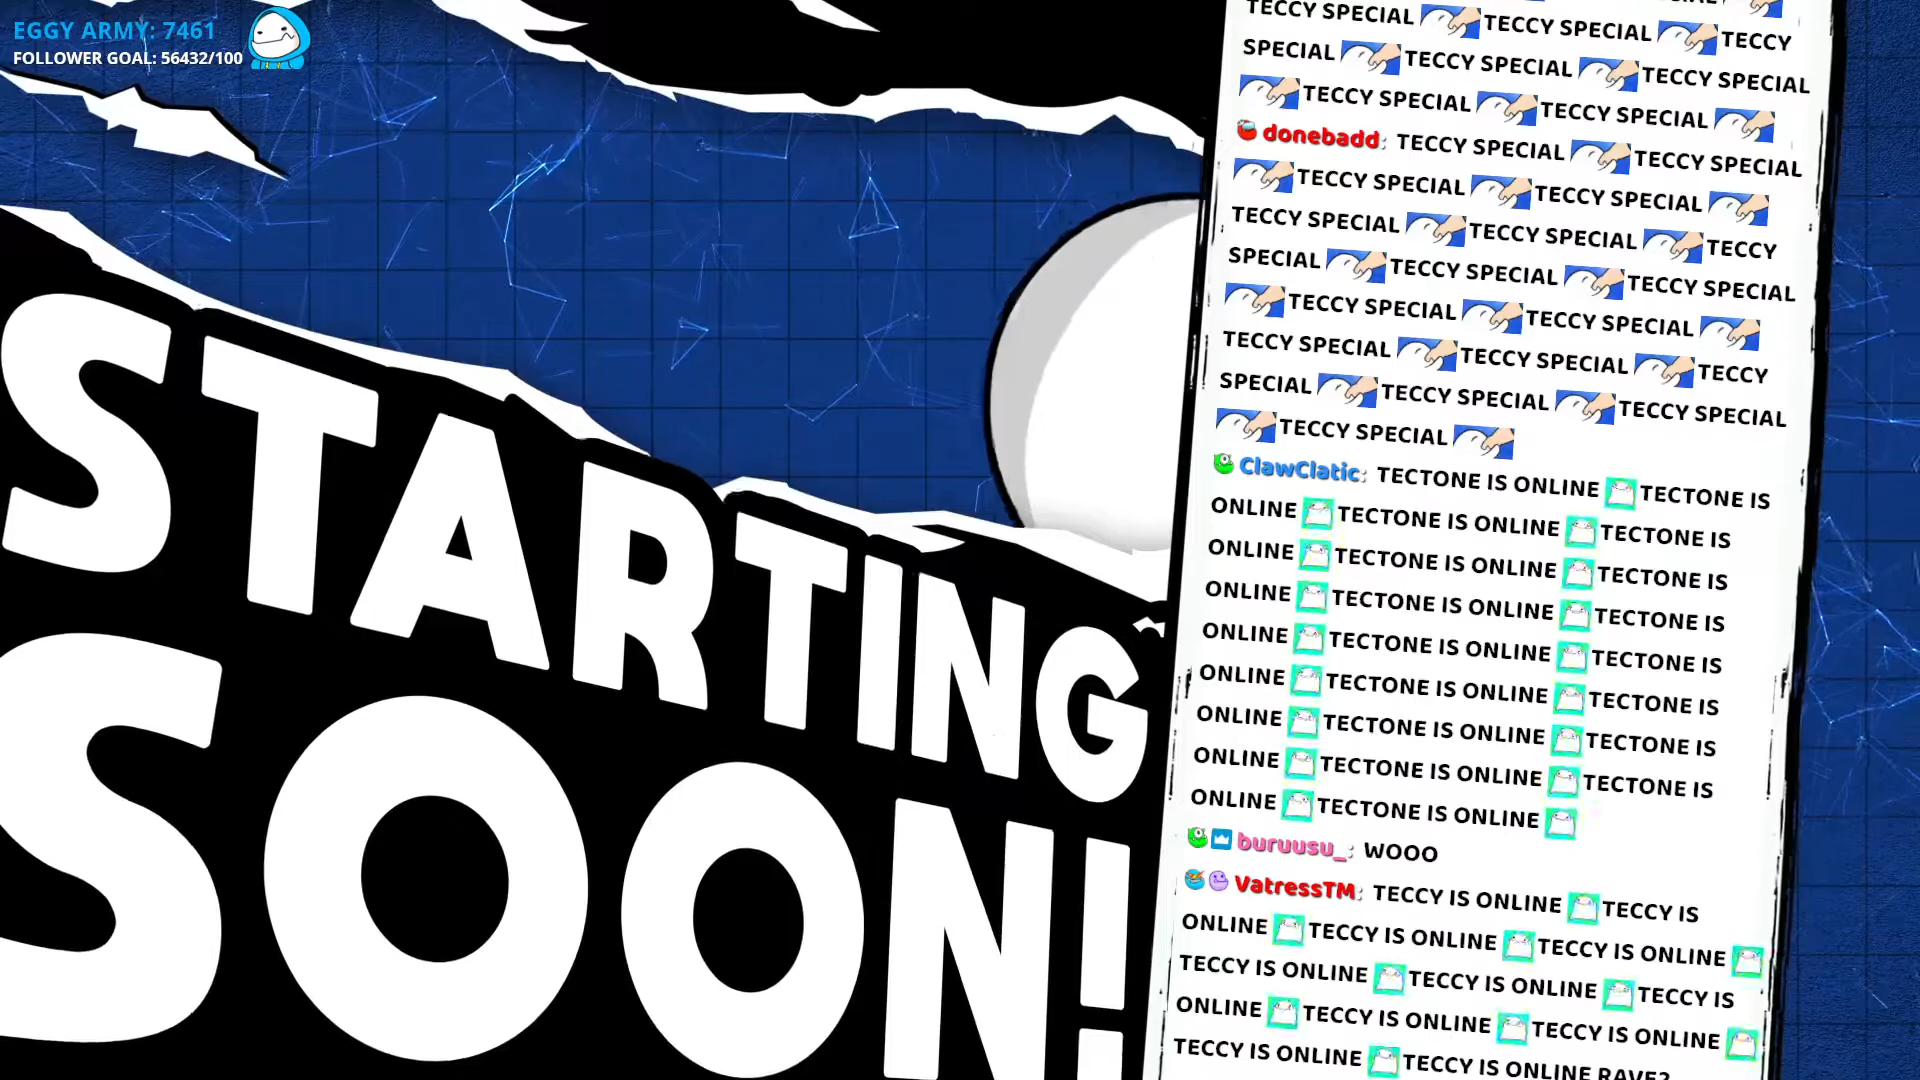 EGGY ARMY: 7461
FOLLOWER GOAL: 56432/100
STARTING
SOON!
TECCY SPECIAL TECCY SPECIAL TECCY
SPECIAL TECCY SPECIAL TECCY SPECIAL
TECCY SPECIAL TECCY SPECIAL
donebadd: TECCY SPECIAL TECCY SPECIAL
TECCY SPECIAL TECCY SPECIAL
TECCY SPECIAL TECCY SPECIAL TECCY
SPECIAL TECCY SPECIAL TECCY SPECIAL
TECCY SPECIAL TECCY SPECIAL
TECCY SPECIAL TECCY SPECIAL TECCY
SPECIAL TECCY SPECIAL TECCY SPECIAL
TECCY SPECIAL
ClawClatic: TECTONE IS ONLINE TECTONE IS
ONLINE TECTONE IS ONLINE TECTONE IS
ONLINE TECTONE IS ONLINE TECTONE IS
ONLINE TECTONE IS ONLINE TECTONE IS
ONLINE TECTONE IS ONLINE TECTONE IS
ONLINE TECTONE IS ONLINE TECTONE IS
ONLINE TECTONE IS ONLINE TECTONE IS
ONLINE TECTONE IS ONLINE TECTONE IS
ONLINE TECTONE IS ONLINE
buruusu_: WOOO
VatressTM: TECCY IS ONLINE TECCY IS
ONLINE TECCY IS ONLINE TECCY IS ONLINE
TECCY IS ONLINE TECCY IS ONLINE TECCY IS
ONLINE TECCY IS ONLINE TECCY IS ONLINE
TECCY IS ONLINE TECCY IS ONLINE RAVE?